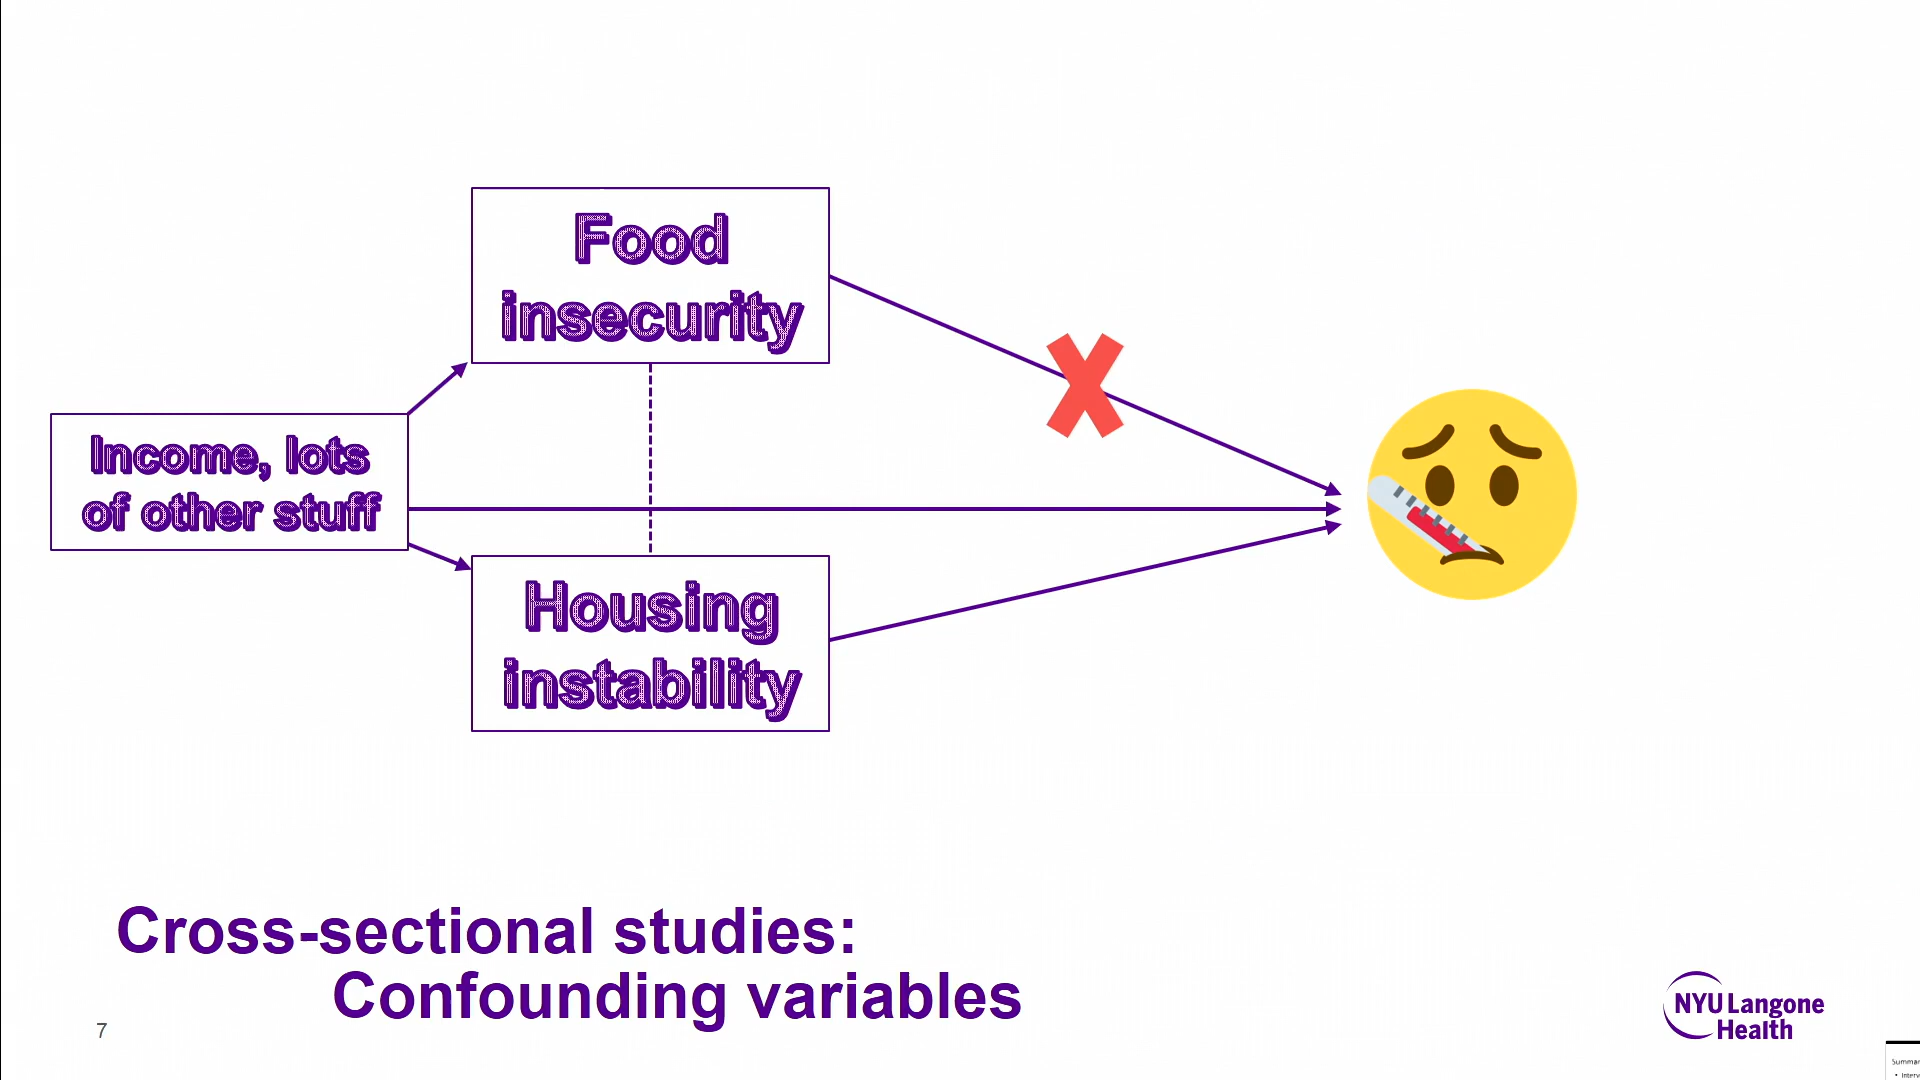 Food
insecurity
Income, lots
of other stuff
Housing
instability
Cross-sectional studies:
Confounding variables
7
NYU Langone
Health